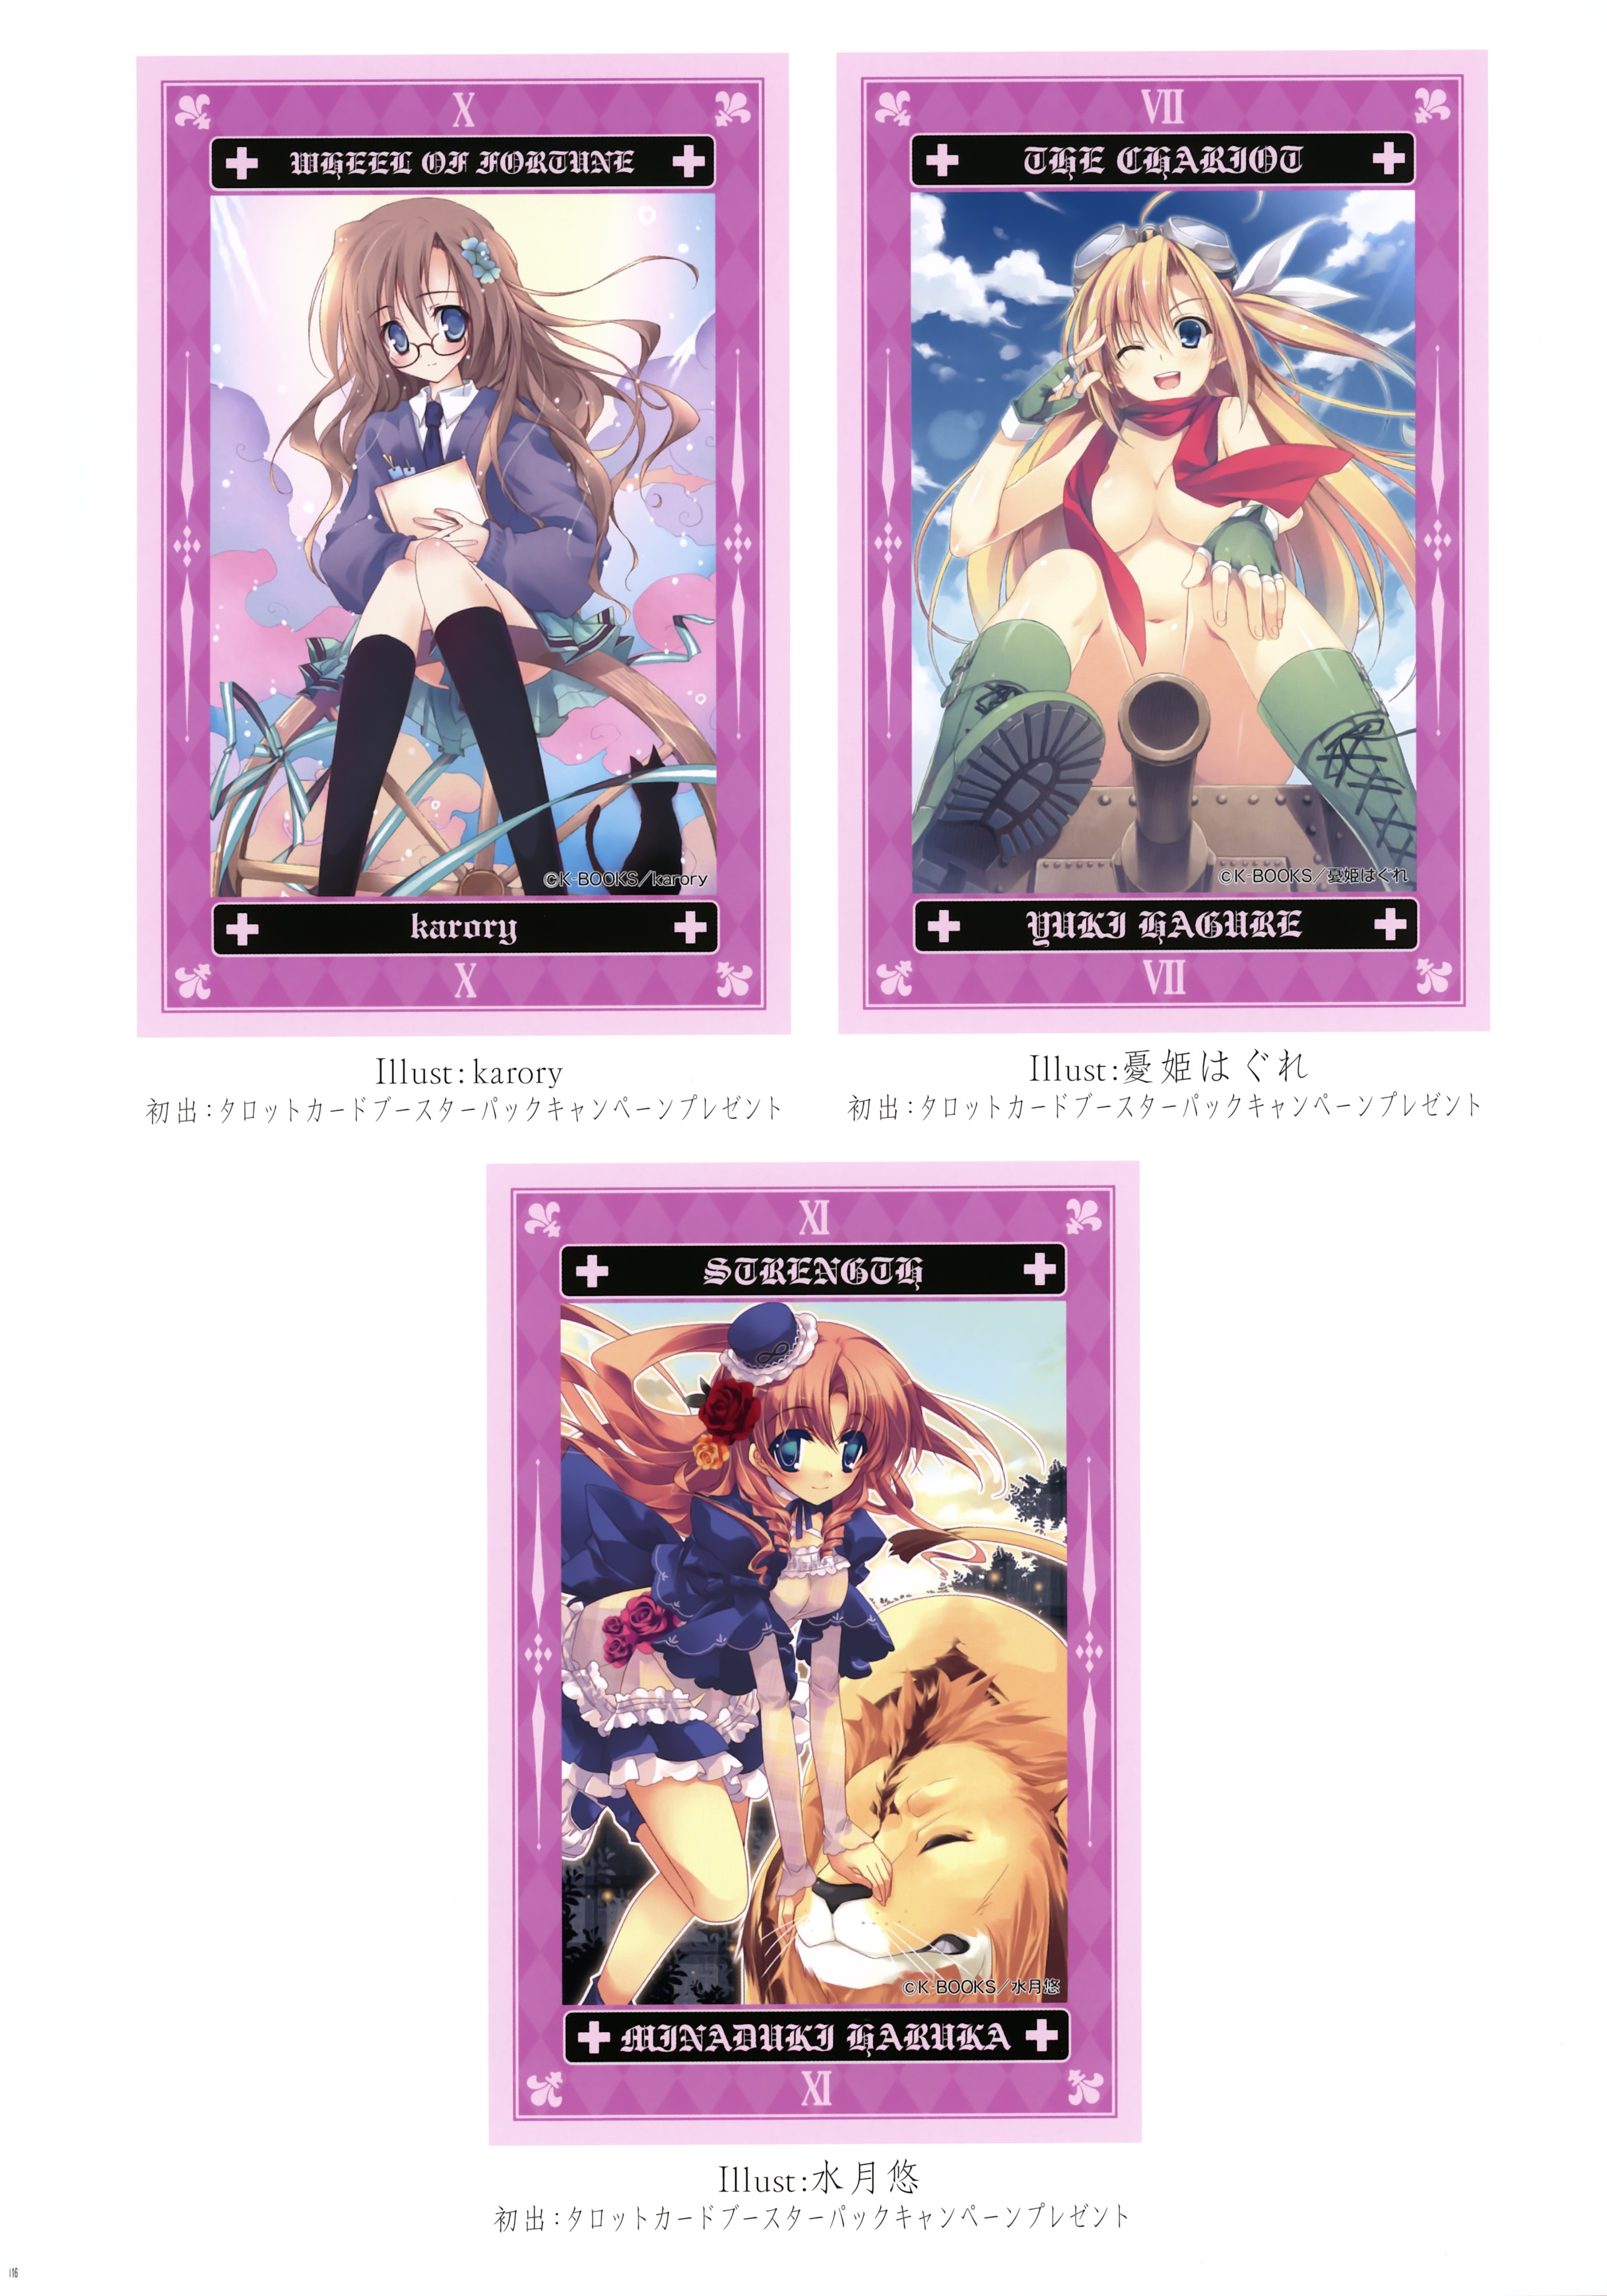 X
WHEEL OF FORTUNE
©K-BOOKS/karory
karory
X
Illust:karory
初出:タロットカードブースターパックキャンペーンプレゼント
VII
THE CHARIOT
©K-BOOKS/憂姫はぐれ
YUKI HAGURE
VII
Illust:憂姫はぐれ
初出:タロットカードブースターパックキャンペーンプレゼント
XI
STRENGTH
©K-BOOKS/水月悠
MINADUKI HARUKA
XI
Illust:水月悠
初出:タロットカードブースターパックキャンペーンプレゼント
116